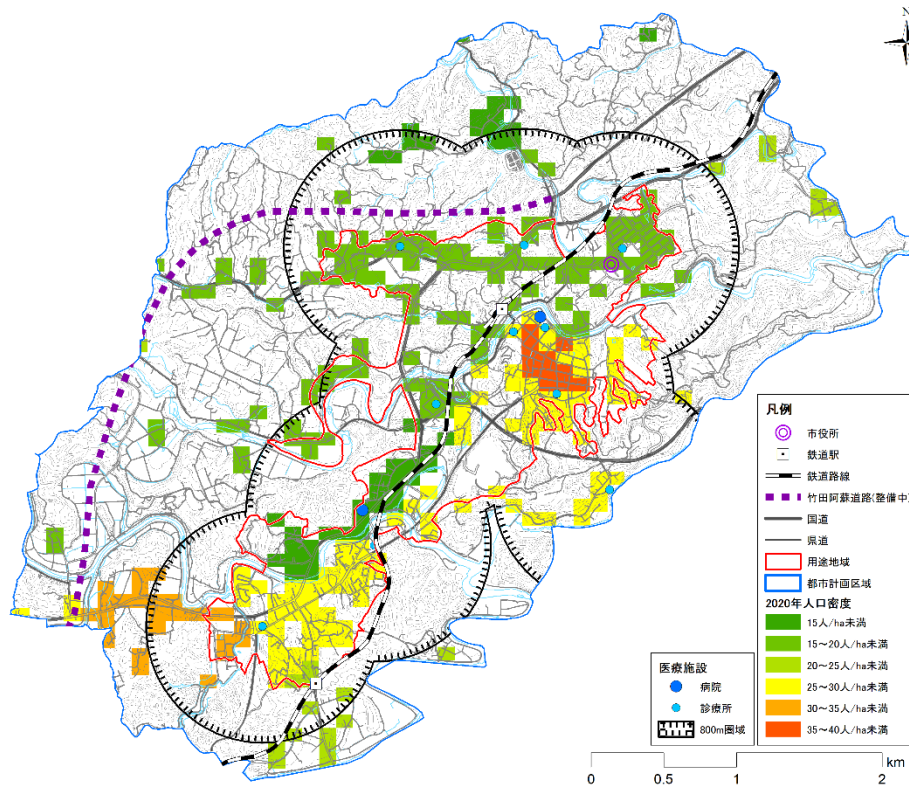 N
凡例
市役所
鉄道駅
鉄道路線
竹田阿蘇道路(整備中)
国道
県道
用途地域
都市計画区域
2020年人口密度
15人/ha未満
15～20人/ha未満
20～25人/ha未満
25～30人/ha未満
30～35人/ha未満
35～40人/ha未満
医療施設
病院
診療所
800m圏域
km
0 0.5 1 2